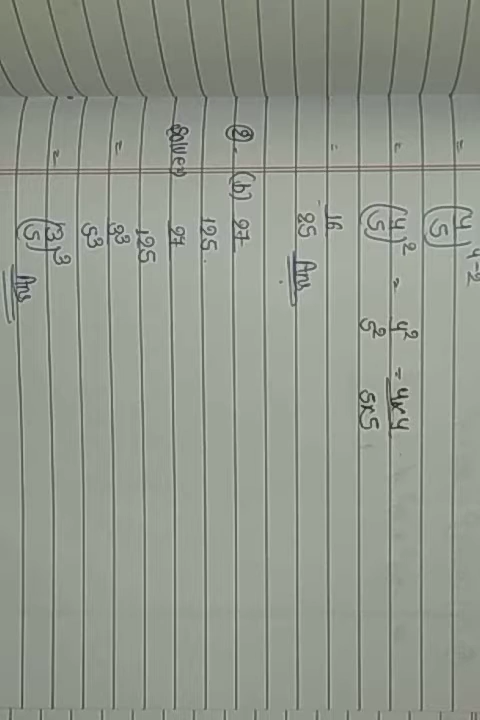 = (4/5)^4-2
= (4/5)^2 = 4^2/5^2 = 4×4/5×5
= 16/25 Ans
2 - (b) 27/125
Solve) 27/125
= 3^3/5^3
= (3/5)^3 Ans